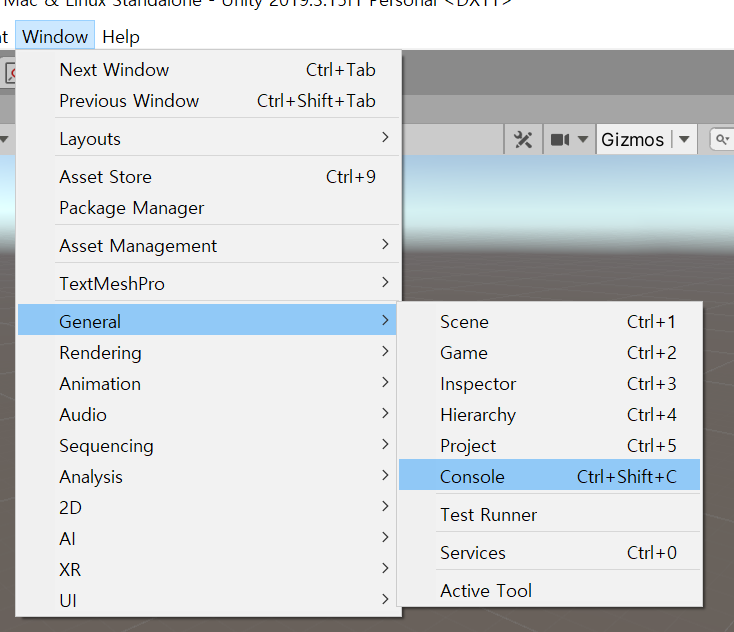 Mac & Linux Standalone - Unity 2019.3.15f1 Personal <DX11>
Window Help
Next Window Ctrl+Tab
Previous Window Ctrl+Shift+Tab
Layouts
Gizmos
Asset Store Ctrl+9
Package Manager
Asset Management
TextMeshPro
General
Rendering
Animation
Audio
Sequencing
Analysis
2D
AI
XR
UI
Scene Ctrl+1
Game Ctrl+2
Inspector Ctrl+3
Hierarchy Ctrl+4
Project Ctrl+5
Console Ctrl+Shift+C
Test Runner
Services Ctrl+0
Active Tool